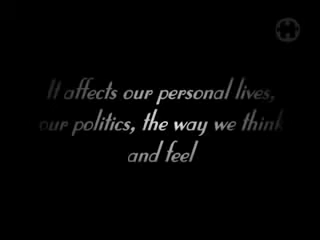 It affects our personal lives,
our politics, the way we think
and feel